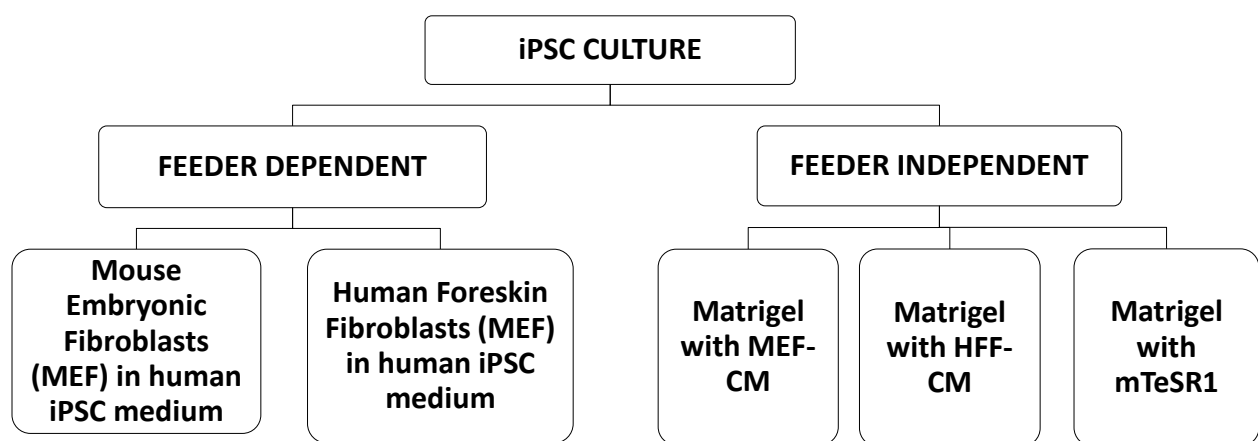 iPSC CULTURE
FEEDER DEPENDENT
FEEDER INDEPENDENT
Mouse
Embryonic
Fibroblasts
(MEF) in human
iPSC medium
Human Foreskin
Fibroblasts (MEF)
in human iPSC
medium
Matrigel
with MEF-
CM
Matrigel
with HFF-
CM
Matrigel
with
mTeSR1